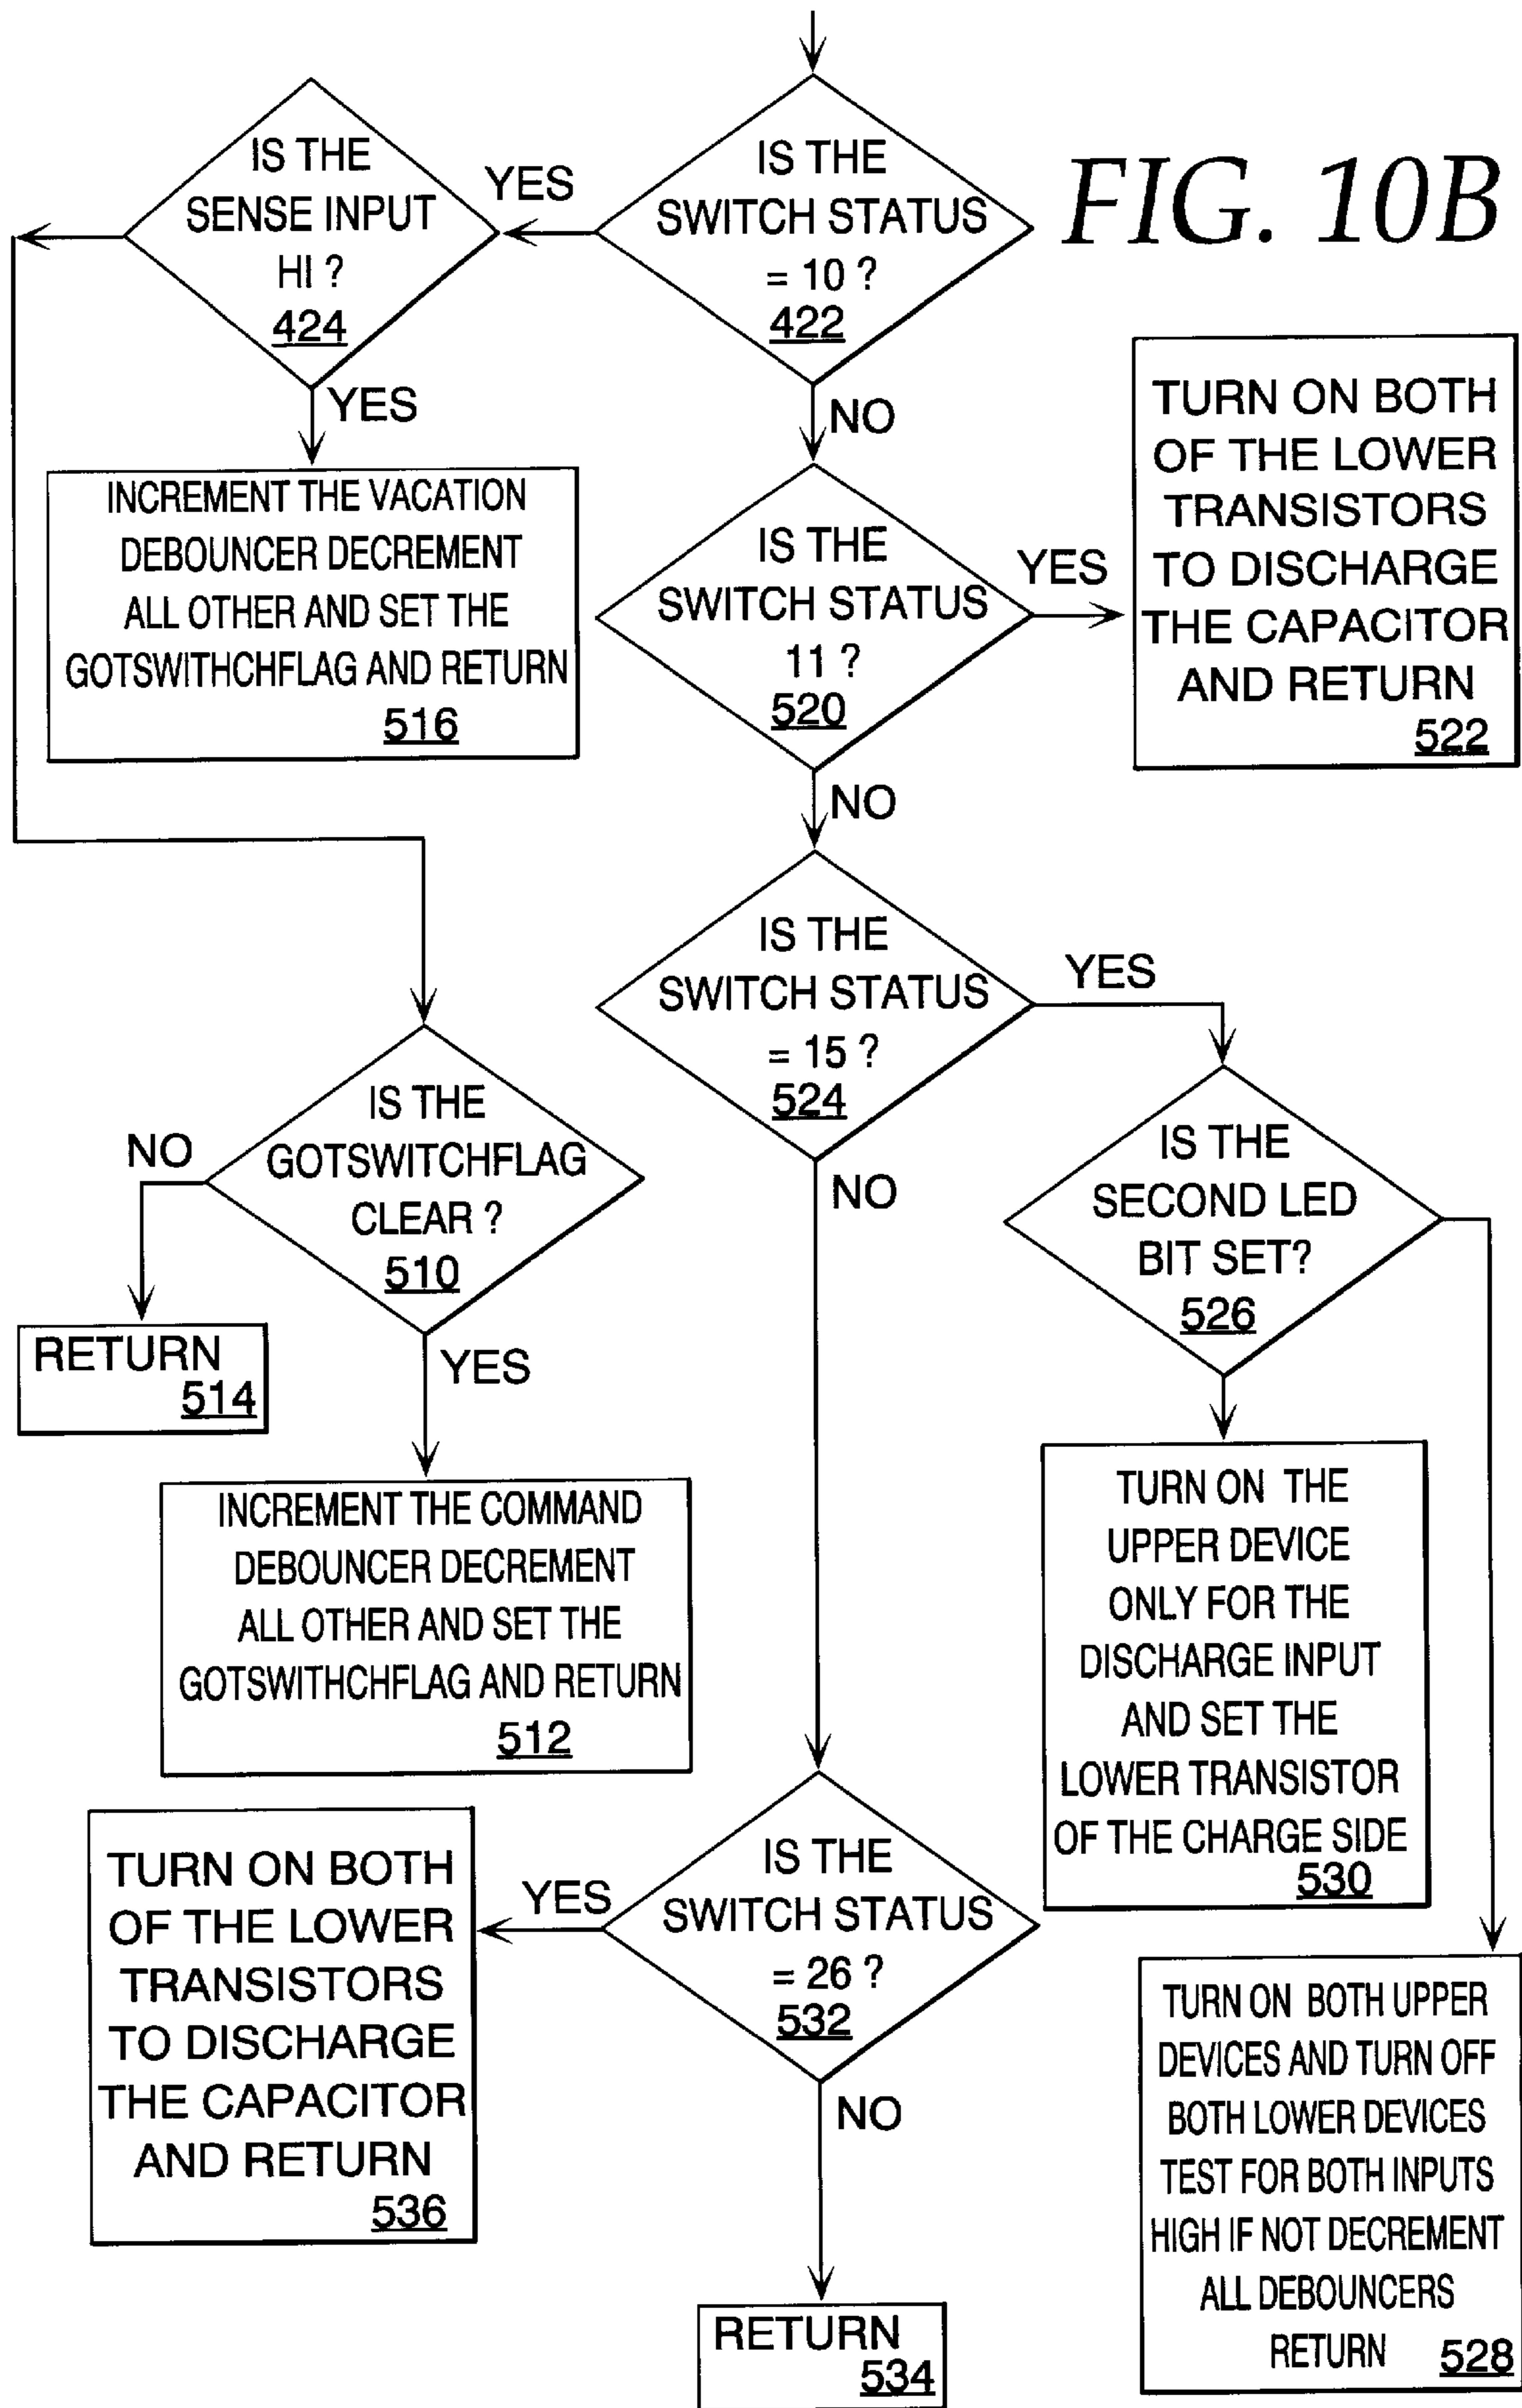 FIG. 10B
IS THE
SWITCH STATUS
= 10 ?
422
YES
NO
IS THE
SENSE INPUT
HI ?
424
YES
INCREMENT THE VACATION
DEBOUNCER DECREMENT
ALL OTHER AND SET THE
GOTSWITHCHFLAG AND RETURN
516
IS THE
SWITCH STATUS
11 ?
520
YES
NO
TURN ON BOTH
OF THE LOWER
TRANSISTORS
TO DISCHARGE
THE CAPACITOR
AND RETURN
522
IS THE
SWITCH STATUS
= 15 ?
524
YES
NO
IS THE
GOTSWITCHFLAG
CLEAR ?
510
NO
YES
RETURN
514
INCREMENT THE COMMAND
DEBOUNCER DECREMENT
ALL OTHER AND SET THE
GOTSWITHCHFLAG AND RETURN
512
IS THE
SECOND LED
BIT SET?
526
TURN ON THE
UPPER DEVICE
ONLY FOR THE
DISCHARGE INPUT
AND SET THE
LOWER TRANSISTOR
OF THE CHARGE SIDE
530
IS THE
SWITCH STATUS
= 26 ?
532
YES
NO
TURN ON BOTH
OF THE LOWER
TRANSISTORS
TO DISCHARGE
THE CAPACITOR
AND RETURN
536
TURN ON BOTH UPPER
DEVICES AND TURN OFF
BOTH LOWER DEVICES
TEST FOR BOTH INPUTS
HIGH IF NOT DECREMENT
ALL DEBOUNCERS
RETURN
528
RETURN
534